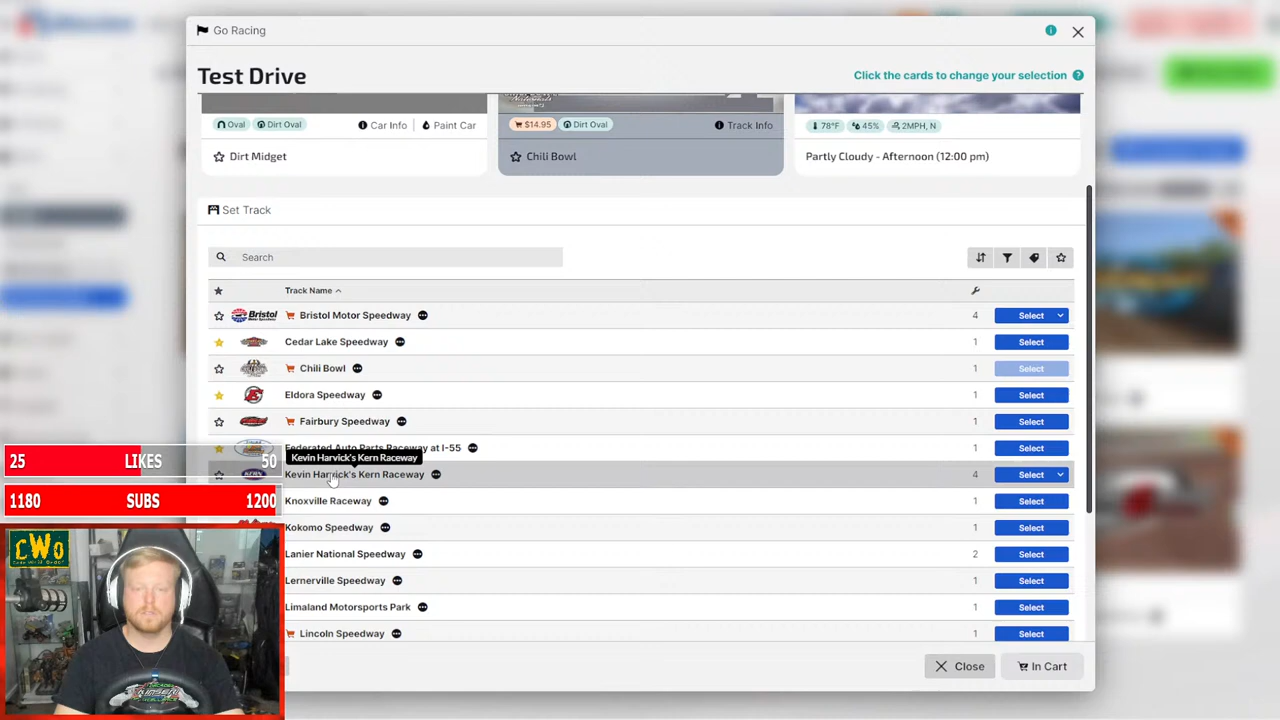 Go Racing
Test Drive
Click the cards to change your selection
Oval
Dirt Oval
Car Info
Paint Car
Dirt Midget
$14.95
Dirt Oval
Track Info
Chili Bowl
78°F
45%
2MPH, N
Partly Cloudy - Afternoon (12:00 pm)
Set Track
Search
Track Name
Bristol
Bristol Motor Speedway
4
Select
Cedar Lake Speedway
1
Select
Chili Bowl
1
Select
Eldora Speedway
1
Select
Fairbury Speedway
1
Select
Federated Auto Parts Raceway at I-55
1
Select
Kevin Harvick's Kern Raceway
KERN
Kevin Harvick's Kern Raceway
4
Select
Knoxville Raceway
1
Select
Kokomo Speedway
1
Select
Lanier National Speedway
2
Select
Lernerville Speedway
1
Select
Limaland Motorsports Park
1
Select
Lincoln Speedway
1
Select
Close
In Cart
25 LIKES 50
1180 SUBS 1200
CWO